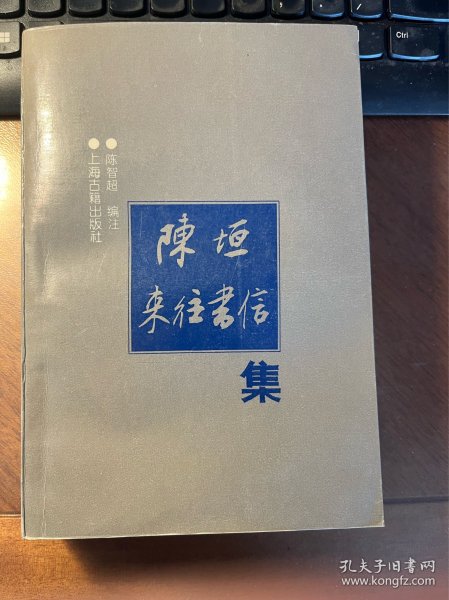 Ctrl
陈智超 编注
上海古籍出版社
陳垣
来往書信
集
孔夫子旧书网
www.kongfz.com